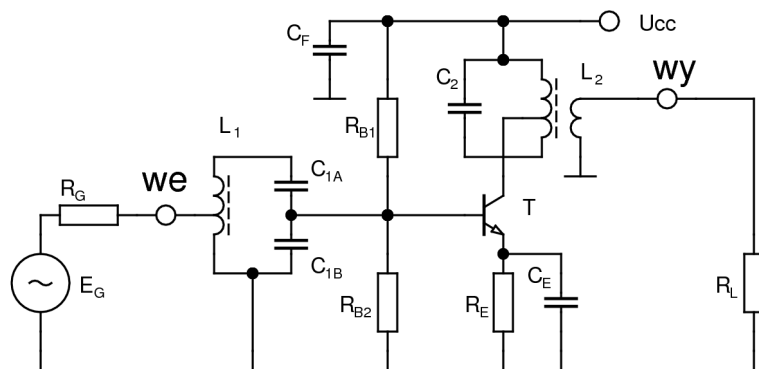 C_F
Ucc
C_2
L_2
wy
L_1
R_B1
C_1A
R_G
we
T
C_1B
E_G
R_B2
R_E
C_E
R_L